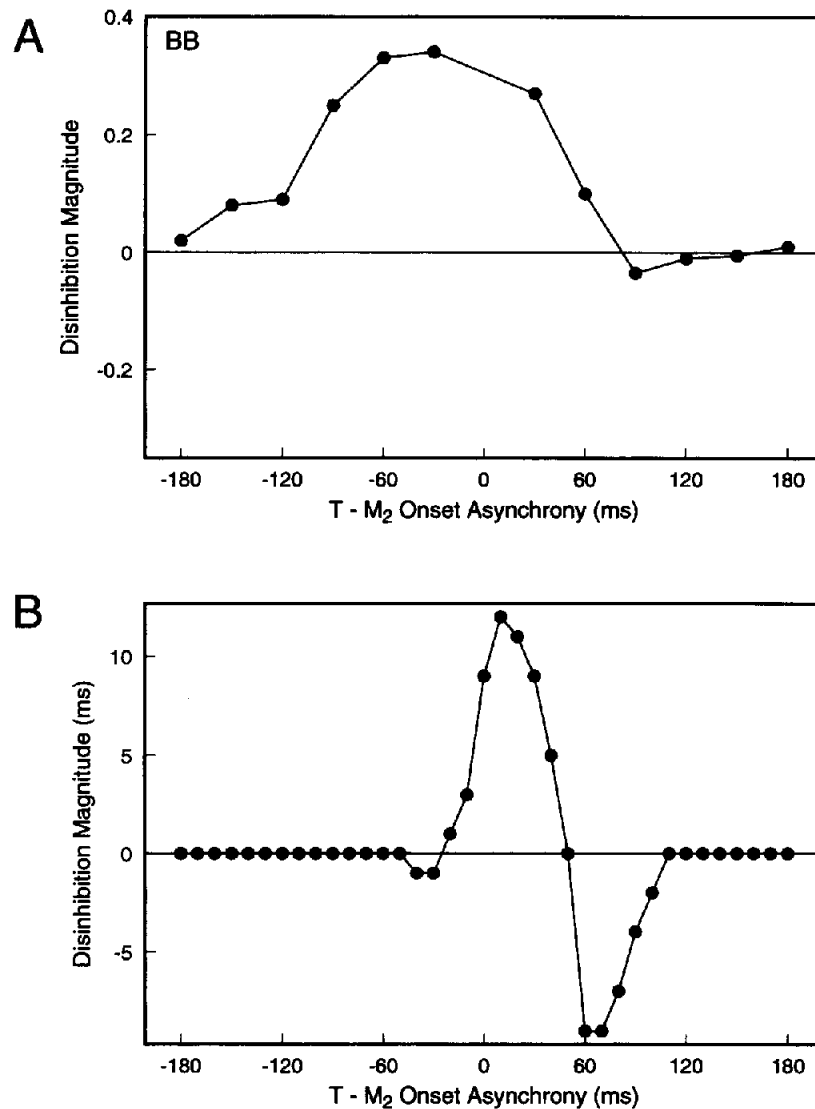 A
BB
0.4
0.2
0
-0.2
Disinhibition Magnitude
-180 -120 -60 0 60 120 180
T - M2 Onset Asynchrony (ms)
B
10
5
0
-5
Disinhibition Magnitude (ms)
-180 -120 -60 0 60 120 180
T - M2 Onset Asynchrony (ms)